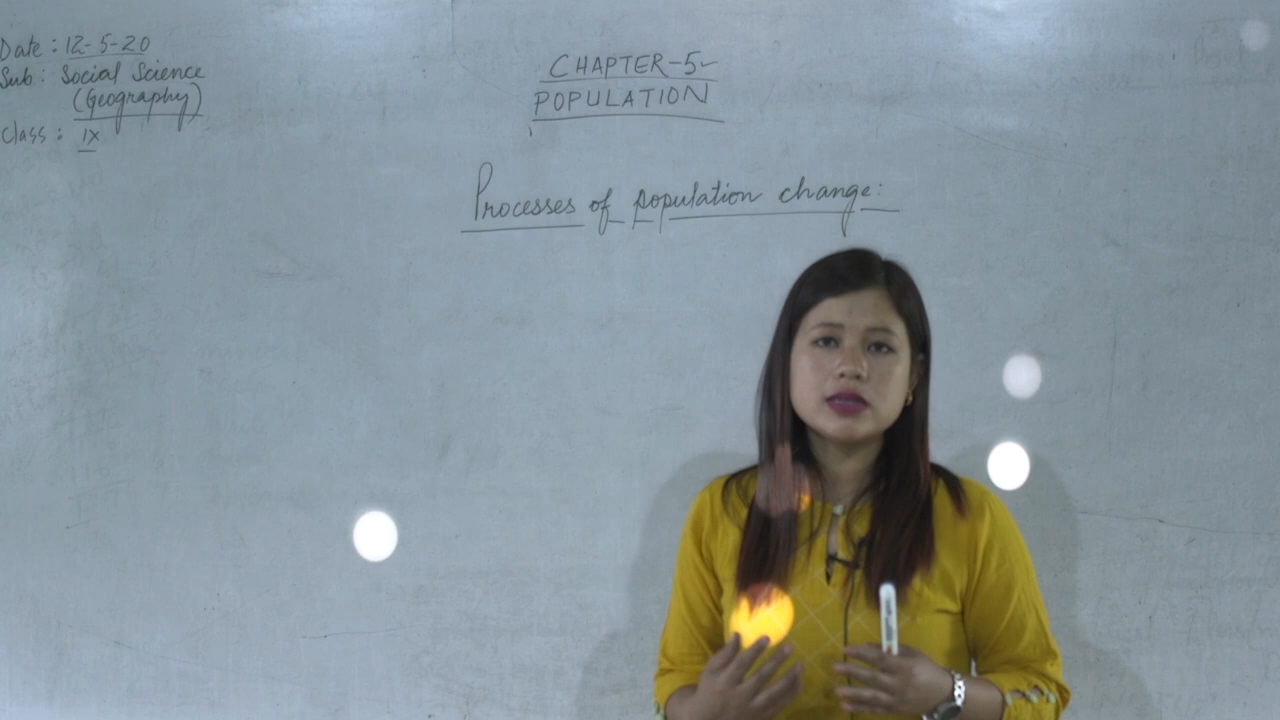 Date : 12-5-20
Sub : Social Science
(Geography)
Class : IX
CHAPTER-5
POPULATION
Processes of population change: